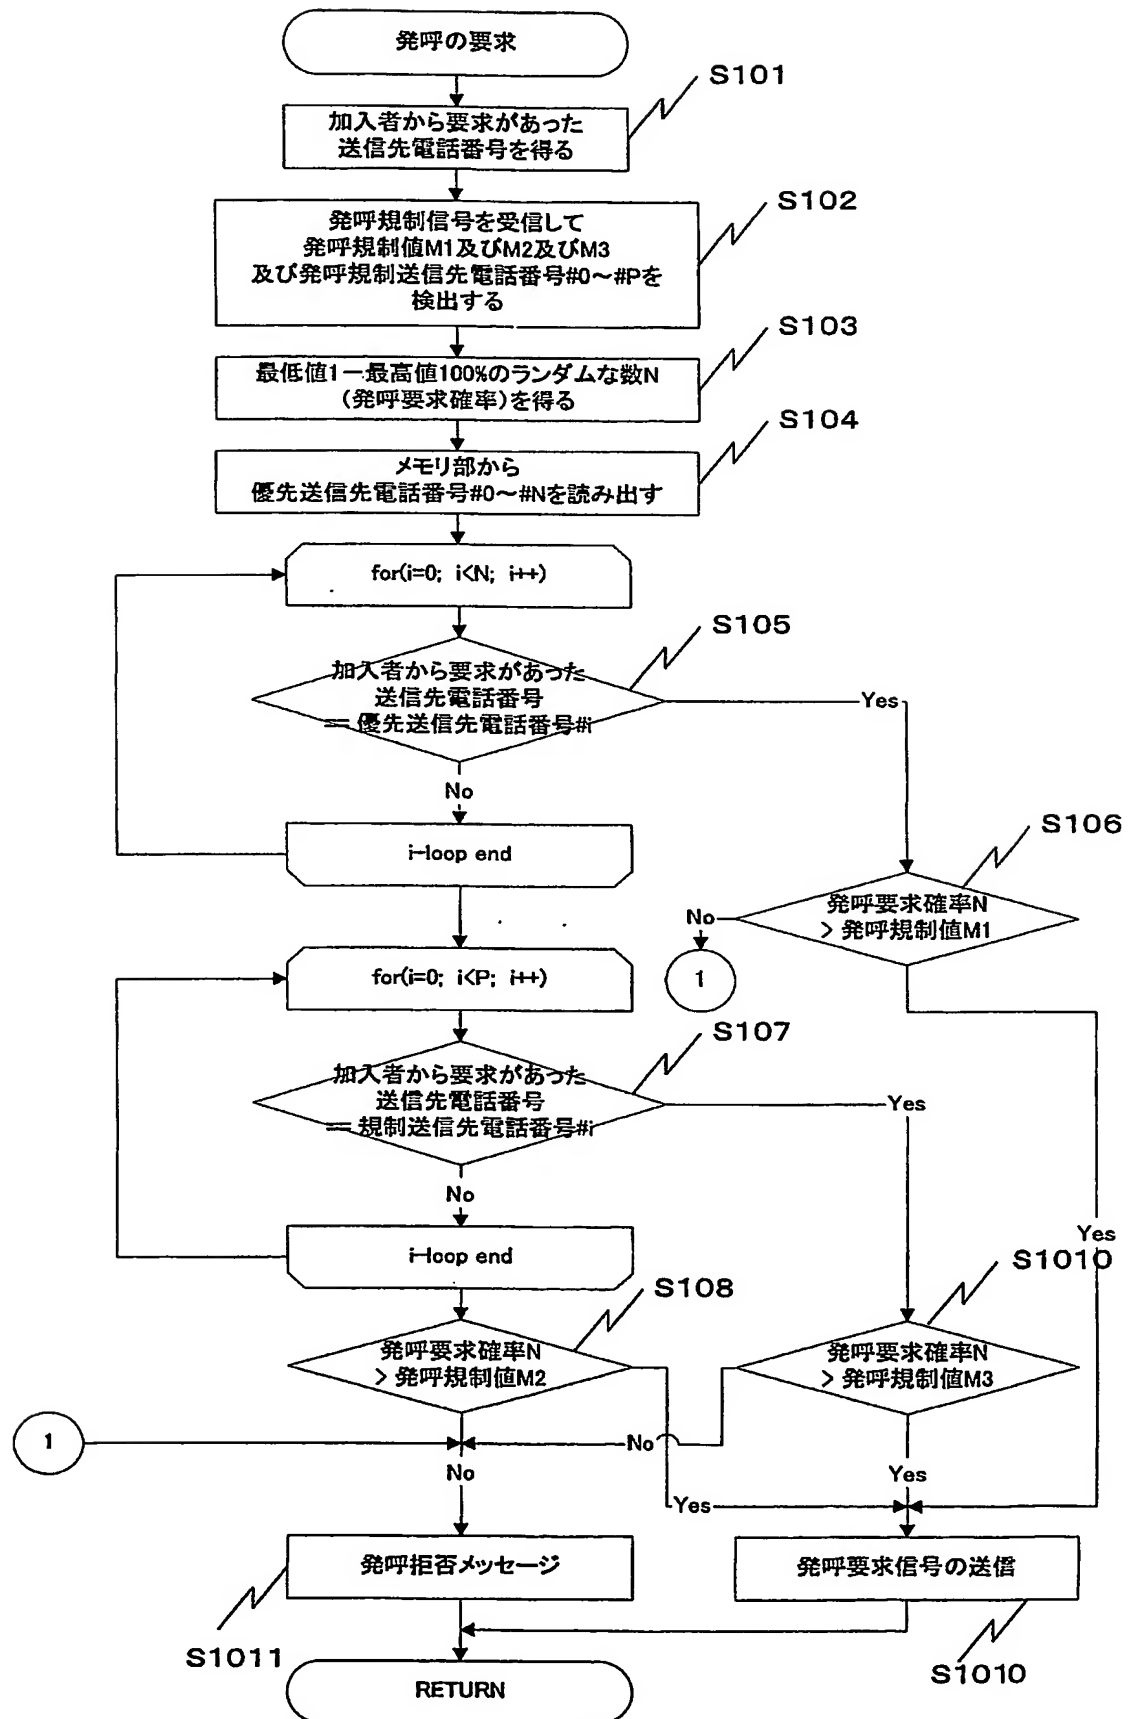 発呼の要求
S101
加入者から要求があった
送信先電話番号を得る
S102
発呼規制信号を受信して
発呼規制値M1及びM2及びM3
及び発呼規制送信先電話番号#0～#Pを
検出する
S103
最低値1－最高値100%のランダムな数N
(発呼要求確率)を得る
S104
メモリ部から
優先送信先電話番号#0～#Nを読み出す
for(i=0; i<N; i++)
S105
加入者から要求があった
送信先電話番号
== 優先送信先電話番号#i
Yes
No
i-loop end
S106
発呼要求確率N
> 発呼規制値M1
No
1
for(i=0; i<P; i++)
S107
加入者から要求があった
送信先電話番号
== 規制送信先電話番号#i
Yes
No
Yes
i-loop end
S108
S1010
発呼要求確率N
> 発呼規制値M2
発呼要求確率N
> 発呼規制値M3
1
No
No
Yes
Yes
発呼拒否メッセージ
発呼要求信号の送信
S1011
S1010
RETURN